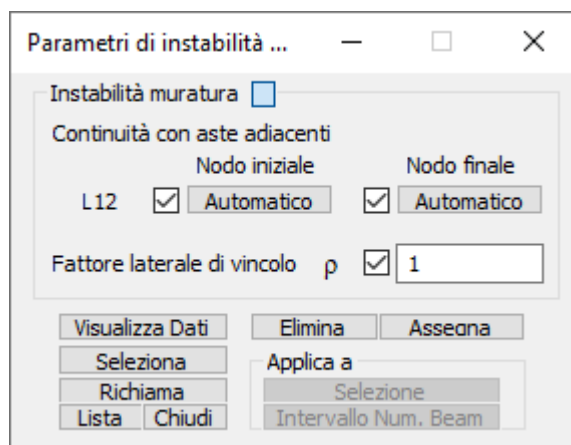 Parametri di instabilità ...
Instabilità muratura
Continuità con aste adiacenti
Nodo iniziale Nodo finale
L12 Automatico Automatico
Fattore laterale di vincolo ρ 1
Visualizza Dati Elimina Assegna
Seleziona Applica a
Richiama Selezione
Lista Chiudi Intervallo Num. Beam